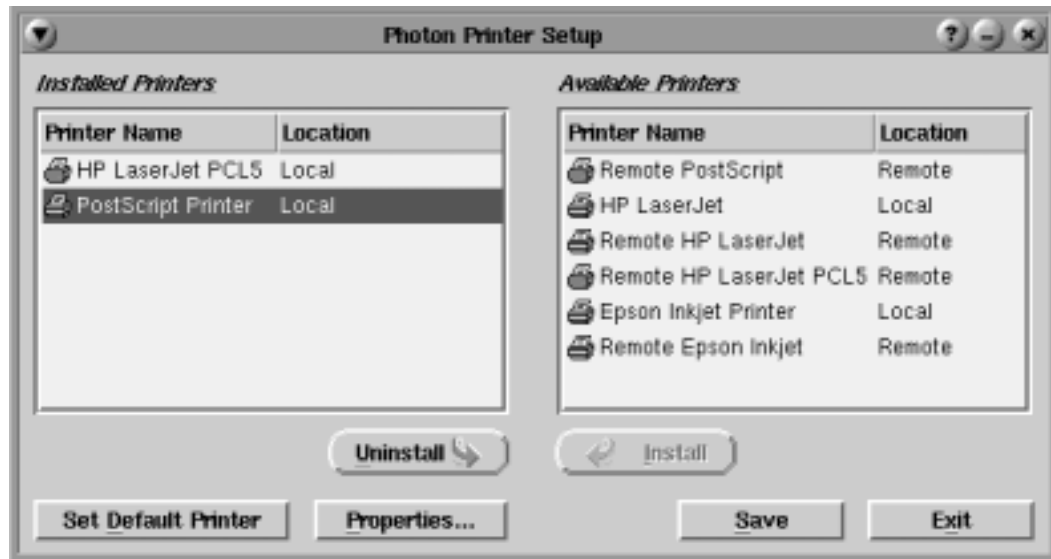 Photon Printer Setup
?
Installed Printers
Printer Name Location
HP LaserJet PCL5 Local
PostScript Printer Local
Available Printers
Printer Name Location
Remote PostScript Remote
HP LaserJet Local
Remote HP LaserJet Remote
Remote HP LaserJet PCL5 Remote
Epson Inkjet Printer Local
Remote Epson Inkjet Remote
Uninstall
Install
Set Default Printer
Properties...
Save
Exit